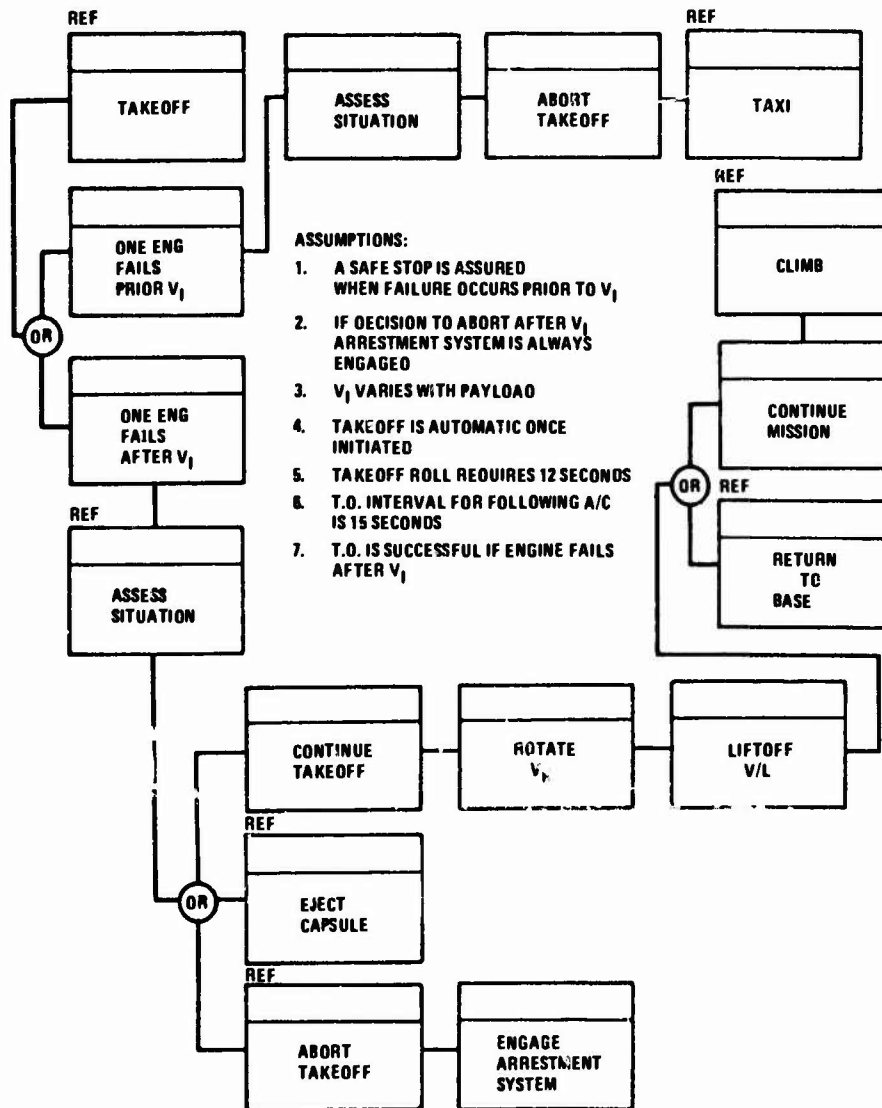 REF
TAKEOFF
ASSESS
SITUATION
ABORT
TAKEOFF
REF
TAXI
ONE ENG
FAILS
PRIOR V1
OR
ONE ENG
FAILS
AFTER V1
ASSUMPTIONS:
1. A SAFE STOP IS ASSURED
WHEN FAILURE OCCURS PRIOR TO V1
2. IF DECISION TO ABORT AFTER V1
ARRESTMENT SYSTEM IS ALWAYS
ENGAGED
3. V1 VARIES WITH PAYLOAD
4. TAKEOFF IS AUTOMATIC ONCE
INITIATED
5. TAKEOFF ROLL REQUIRES 12 SECONDS
6. T.O. INTERVAL FOR FOLLOWING A/C
IS 15 SECONDS
7. T.O. IS SUCCESSFUL IF ENGINE FAILS
AFTER V1
REF
CLIMB
CONTINUE
MISSION
OR
REF
RETURN
TO
BASE
REF
ASSESS
SITUATION
CONTINUE
TAKEOFF
ROTATE
LIFTOFF
V/L
OR
REF
EJECT
CAPSULE
REF
ABORT
TAKEOFF
ENGAGE
ARRESTMENT
SYSTEM